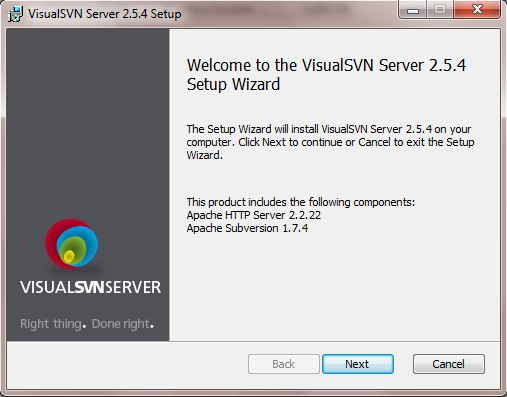 VisualSVN Server 2.5.4 Setup
Welcome to the VisualSVN Server 2.5.4
Setup Wizard
The Setup Wizard will install VisualSVN Server 2.5.4 on your
computer. Click Next to continue or Cancel to exit the Setup
Wizard.
This product includes the following components:
Apache HTTP Server 2.2.22
Apache Subversion 1.7.4
VISUALSVNSERVER
Right thing. Done right.
Back
Next
Cancel